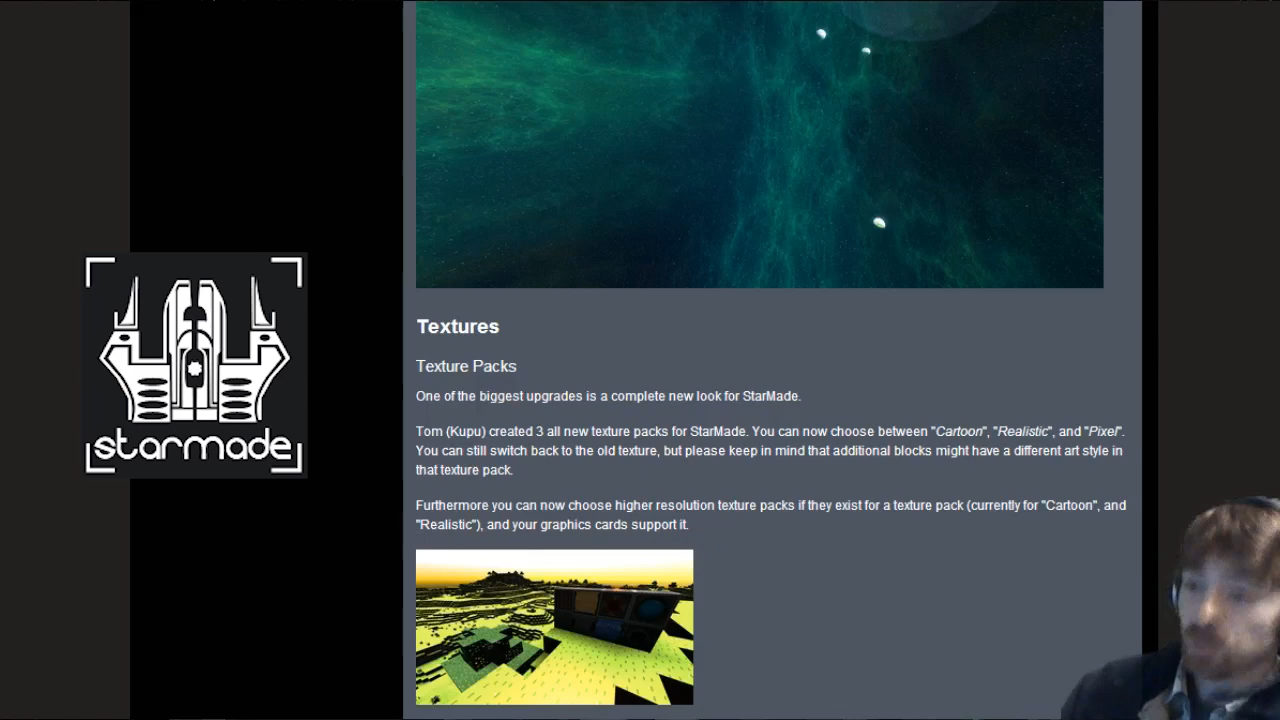 starmade
Textures
Texture Packs
One of the biggest upgrades is a complete new look for StarMade.
Tom (Kupu) created 3 all new texture packs for StarMade. You can now choose between "Cartoon", "Realistic", and "Pixel".
You can still switch back to the old texture, but please keep in mind that additional blocks might have a different art style in
that texture pack.
Furthermore you can now choose higher resolution texture packs if they exist for a texture pack (currently for "Cartoon", and
"Realistic"), and your graphics cards support it.